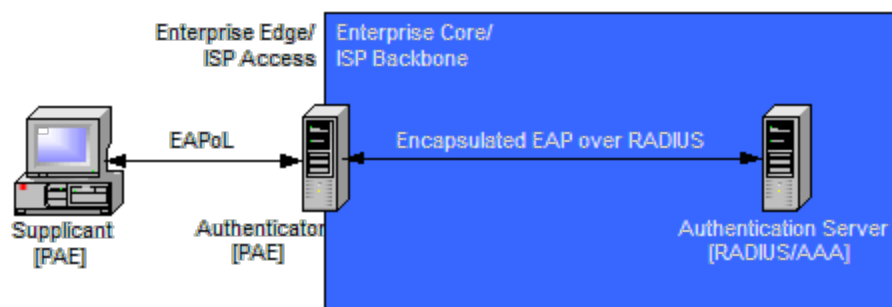 Enterprise Edge/
ISP Access
Enterprise Core/
ISP Backbone
EAPoL
Encapsulated EAP over RADIUS
Supplicant
[PAE]
Authenticator
[PAE]
Authentication Server
[RADIUS/AAA]